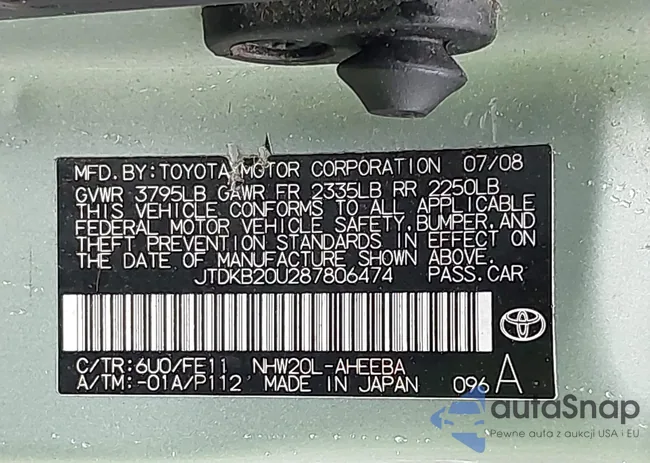 MFD. BY: TOYOTA MOTOR CORPORATION 07/08
GVWR 3795LB GAWR FR 2335LB RR 2250LB
THIS VEHICLE CONFORMS TO ALL APPLICABLE
FEDERAL MOTOR VEHICLE SAFETY, BUMPER, AND
THEFT PREVENTION STANDARDS IN EFFECT ON
THE DATE OF MANUFACTURE SHOWN ABOVE.
JTDKB20U287806474 PASS. CAR
C/TR: 6U0/FE11 NHW20L-AHEEBA
A/TM: -01A/P112 MADE IN JAPAN 096 A
autoSnap
Pewne auta z aukcji USA i EU